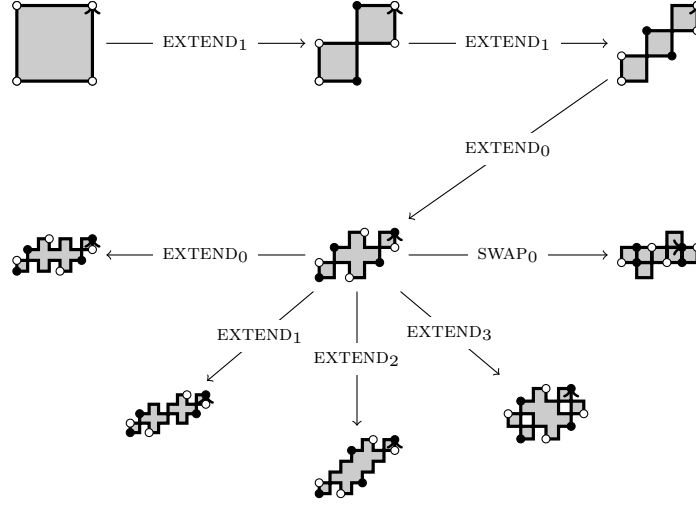 EXTEND₁
EXTEND₁
EXTEND₀
EXTEND₀
SWAP₀
EXTEND₁
EXTEND₂
EXTEND₃